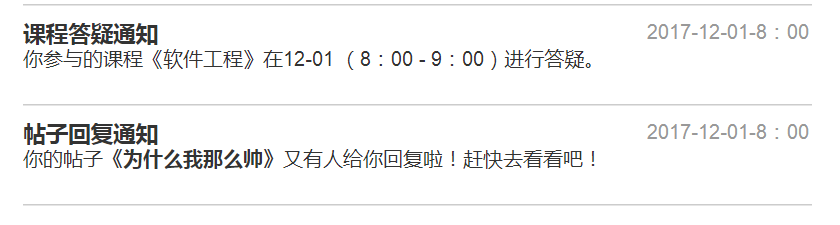 课程答疑通知 2017-12-01-8：00
你参与的课程《软件工程》在12-01 （8：00 - 9：00）进行答疑。
帖子回复通知 2017-12-01-8：00
你的帖子《为什么我那么帅》又有人给你回复啦！赶快去看看吧！